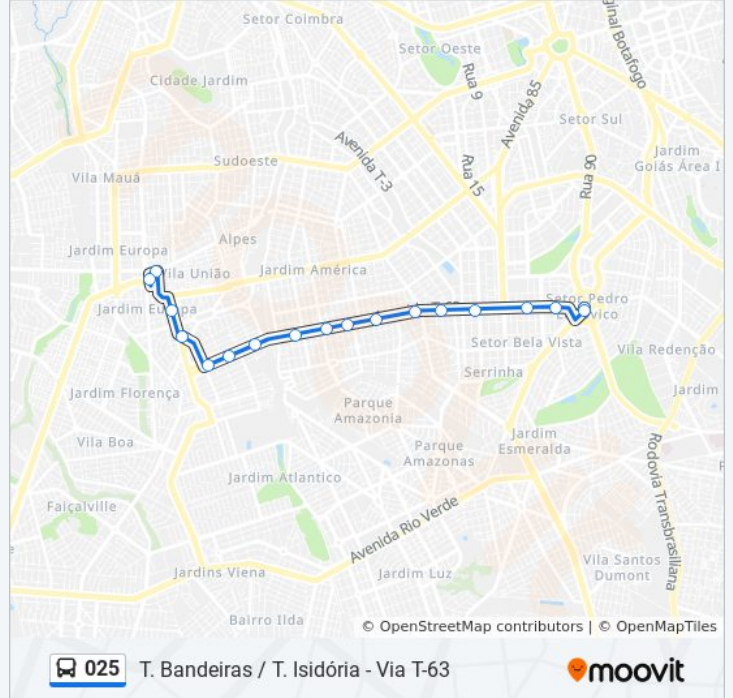 Setor Coimbra
Marginal Botafogo
Setor Oeste
Cidade Jardim
Rua 9
Avenida 85
Setor Sul
Avenida T-3
Sudoeste
Rua 15
Rua 90
Jardim
Goiás Área I
Vila Mauá
Alpes
Jardim Europa
Vila União
Jardim América
Setor Pedro
Jardim Europa
Setor Bela Vista
Vila Redenção
Serrinha
Jardim Florença
Jardim
Parque
Amazonia
Vila Boa
Parque
Amazonas
Jardim
Esmeralda
Rodovia Transbrasiliana
Jardim Atlantico
Faiçalville
Avenida Rio Verde
Jardins Viena
Jardim Luz
Vila Santos
Dumont
Bairro Ilda
© OpenStreetMap contributors | © OpenMapTiles
025 T. Bandeiras / T. Isidória - Via T-63
moovit